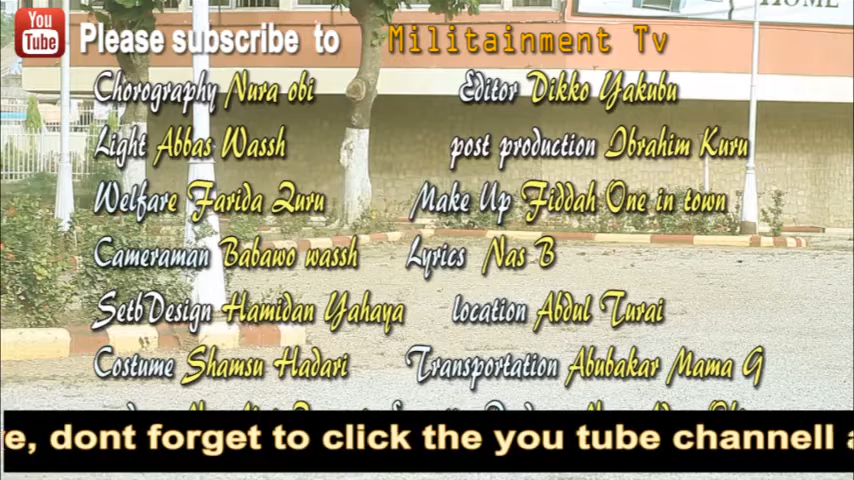 You Tube Please subscribe to Militainment Tv
HOME
Chorography Nura obi Editor Dikko Yakubu
Light Abbas Wassh post production Ibrahim Kuru
Welfare Farida Zuru Make Up Fiddah One in town
Cameraman Babawo wassh Lyrics Nas B
SetbDesign Hamidan Yahaya location Abdul Turai
Costume Shamsu Hadari Transportation Abubakar Mama G
e, dont forget to click the you tube channell a